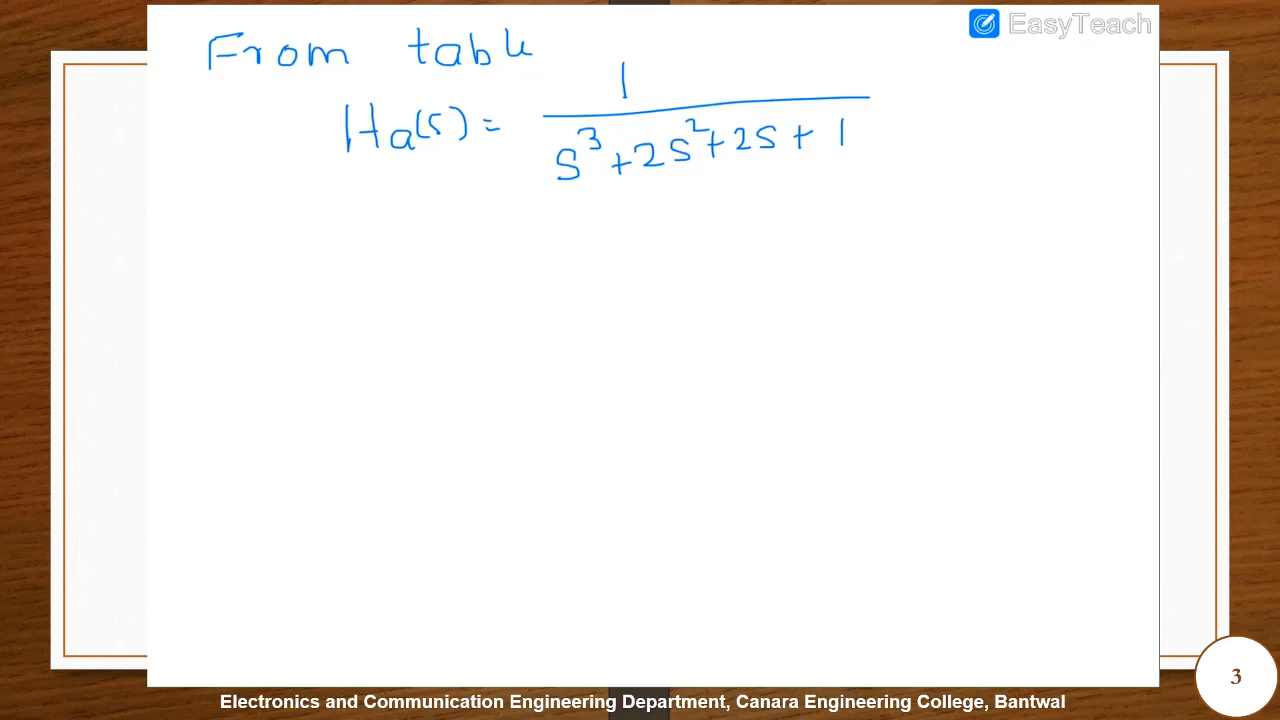 EasyTeach
From table
Ha(s) = 1 / s³+2s²+2s+1
3
Electronics and Communication Engineering Department, Canara Engineering College, Bantwal